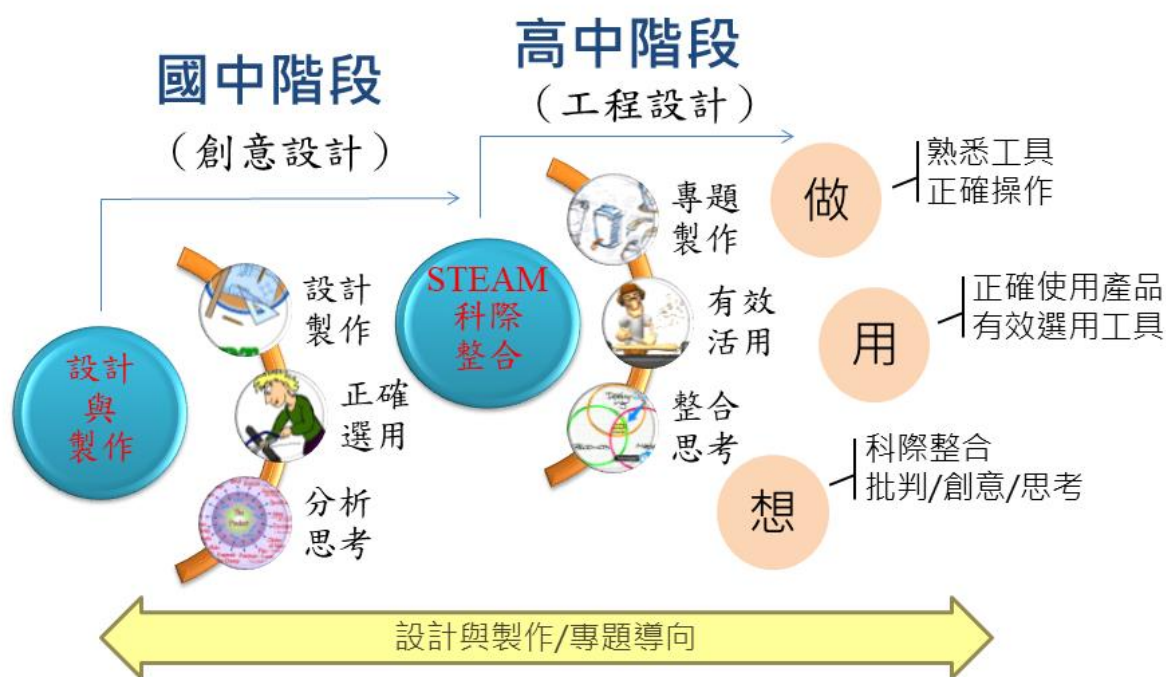 國中階段
(創意設計)
高中階段
(工程設計)
設計
與
製作
設計
製作
正確
選用
分析
思考
STEAM
科際
整合
專題
製作
有效
活用
整合
思考
做
熟悉工具
正確操作
用
正確使用產品
有效選用工具
想
科際整合
批判/創意/思考
設計與製作/專題導向